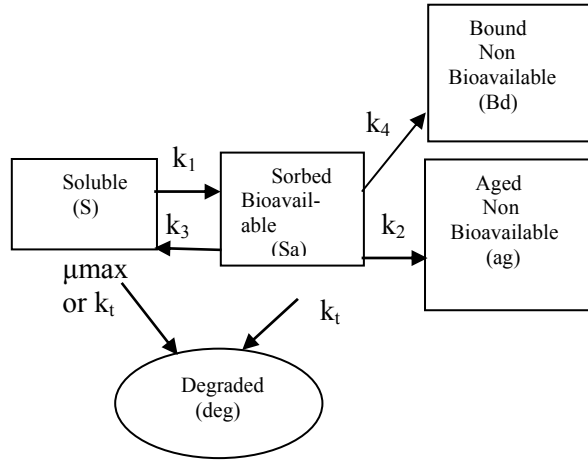 Bound
Non
Bioavailable
(Bd)
k₄
k₁
Soluble
(S)
Sorbed
Bioavail-
able
(Sa)
Aged
Non
Bioavailable
(ag)
k₃
k₂
μmax
or kₜ
kₜ
Degraded
(deg)